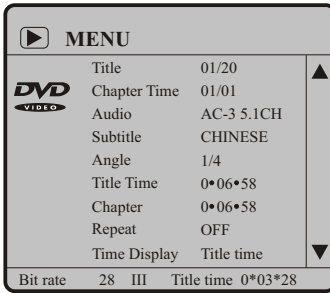 MENU
Title 01/20
DVD VIDEO
Chapter Time 01/01
Audio AC-3 5.1CH
Subtitle CHINESE
Angle 1/4
Title Time 0•06•58
Chapter 0•06•58
Repeat OFF
Time Display Title time
Bit rate 28 III Title time 0*03*28